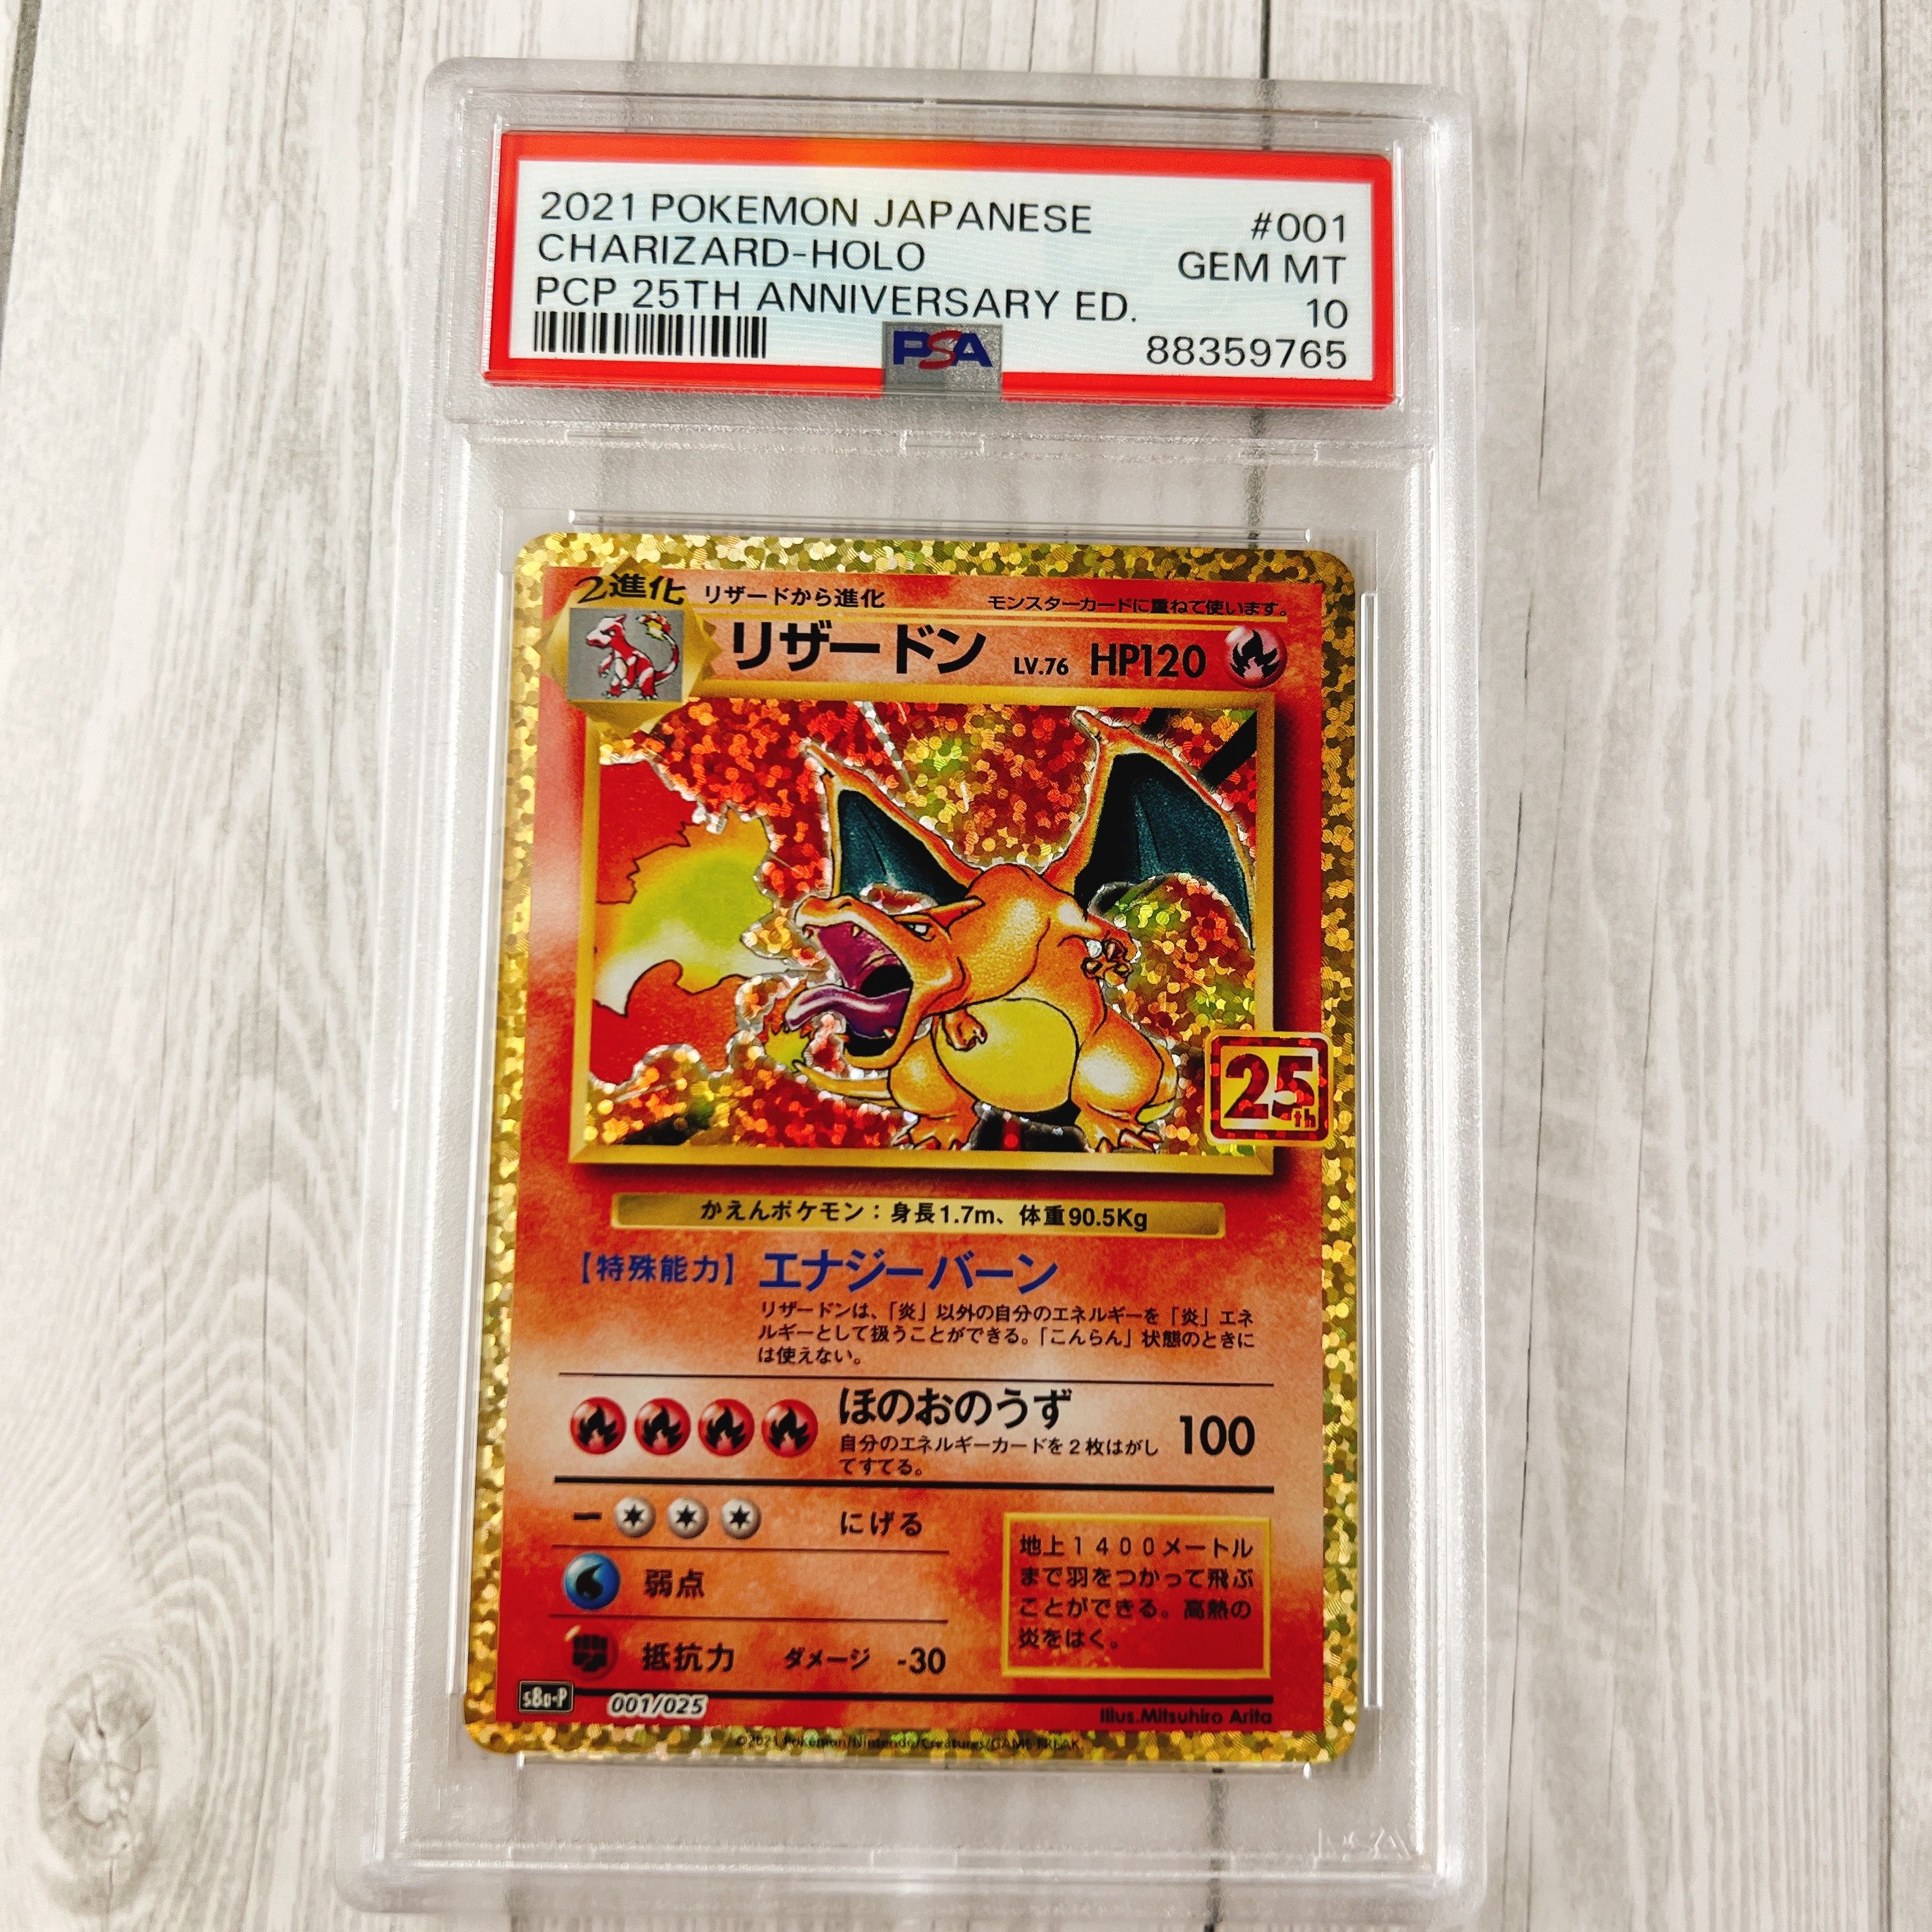 2021 POKEMON JAPANESE #001
CHARIZARD-HOLO GEM MT
PCP 25TH ANNIVERSARY ED. 10
PSA 88359765
2進化 リザードから進化 モンスターカードに重ねて使います。
リザードン LV.76 HP120
25th
かえんポケモン：身長1.7m、体重90.5Kg
【特殊能力】エナジーバーン
リザードンは、「炎」以外の自分のエネルギーを「炎」エネ
ルギーとして扱うことができる。「こんらん」状態のときに
は使えない。
ほのおのうず 100
自分のエネルギーカードを2枚はがし
てすてる。
ー にげる
弱点
抵抗力 ダメージ -30
地上1400メートル
まで羽をつかって飛ぶ
ことができる。高熱の
炎をはく。
s8a-P 001/025
Illus.Mitsuhiro Arita
©2021 Pokémon/Nintendo/Creatures/GAME FREAK.
PSA